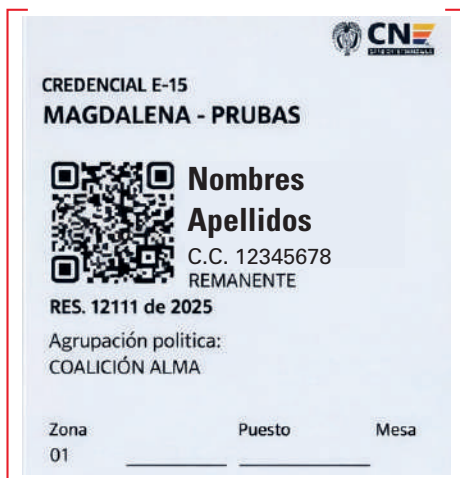 CNE
CREDENCIAL E-15
MAGDALENA - PRUBAS
Nombres
Apellidos
C.C. 12345678
REMANENTE
RES. 12111 de 2025
Agrupación politica:
COALICIÓN ALMA
Zona Puesto Mesa
01